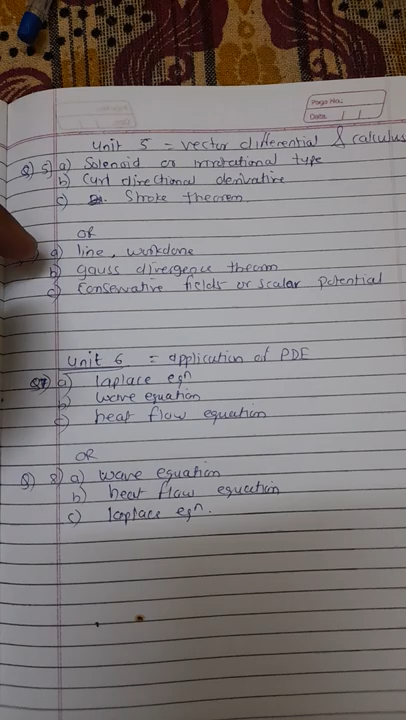 Page No.:
Date: / /
Unit 5 = vector differential & calculus
Q) 5) a) Solenoid or irrotational type
b) Curl directional derivative
c) Stroke theorem
OR
a) line, workdone
b) gauss divergence theorm
c) Conservative fields or scalar potential
Unit 6 = application of PDE
Q7) a) laplace eqn
b) wave equation
c) heat flow equation
OR
Q) 8) a) wave equation
b) heat flow equation
c) laplace eqn.